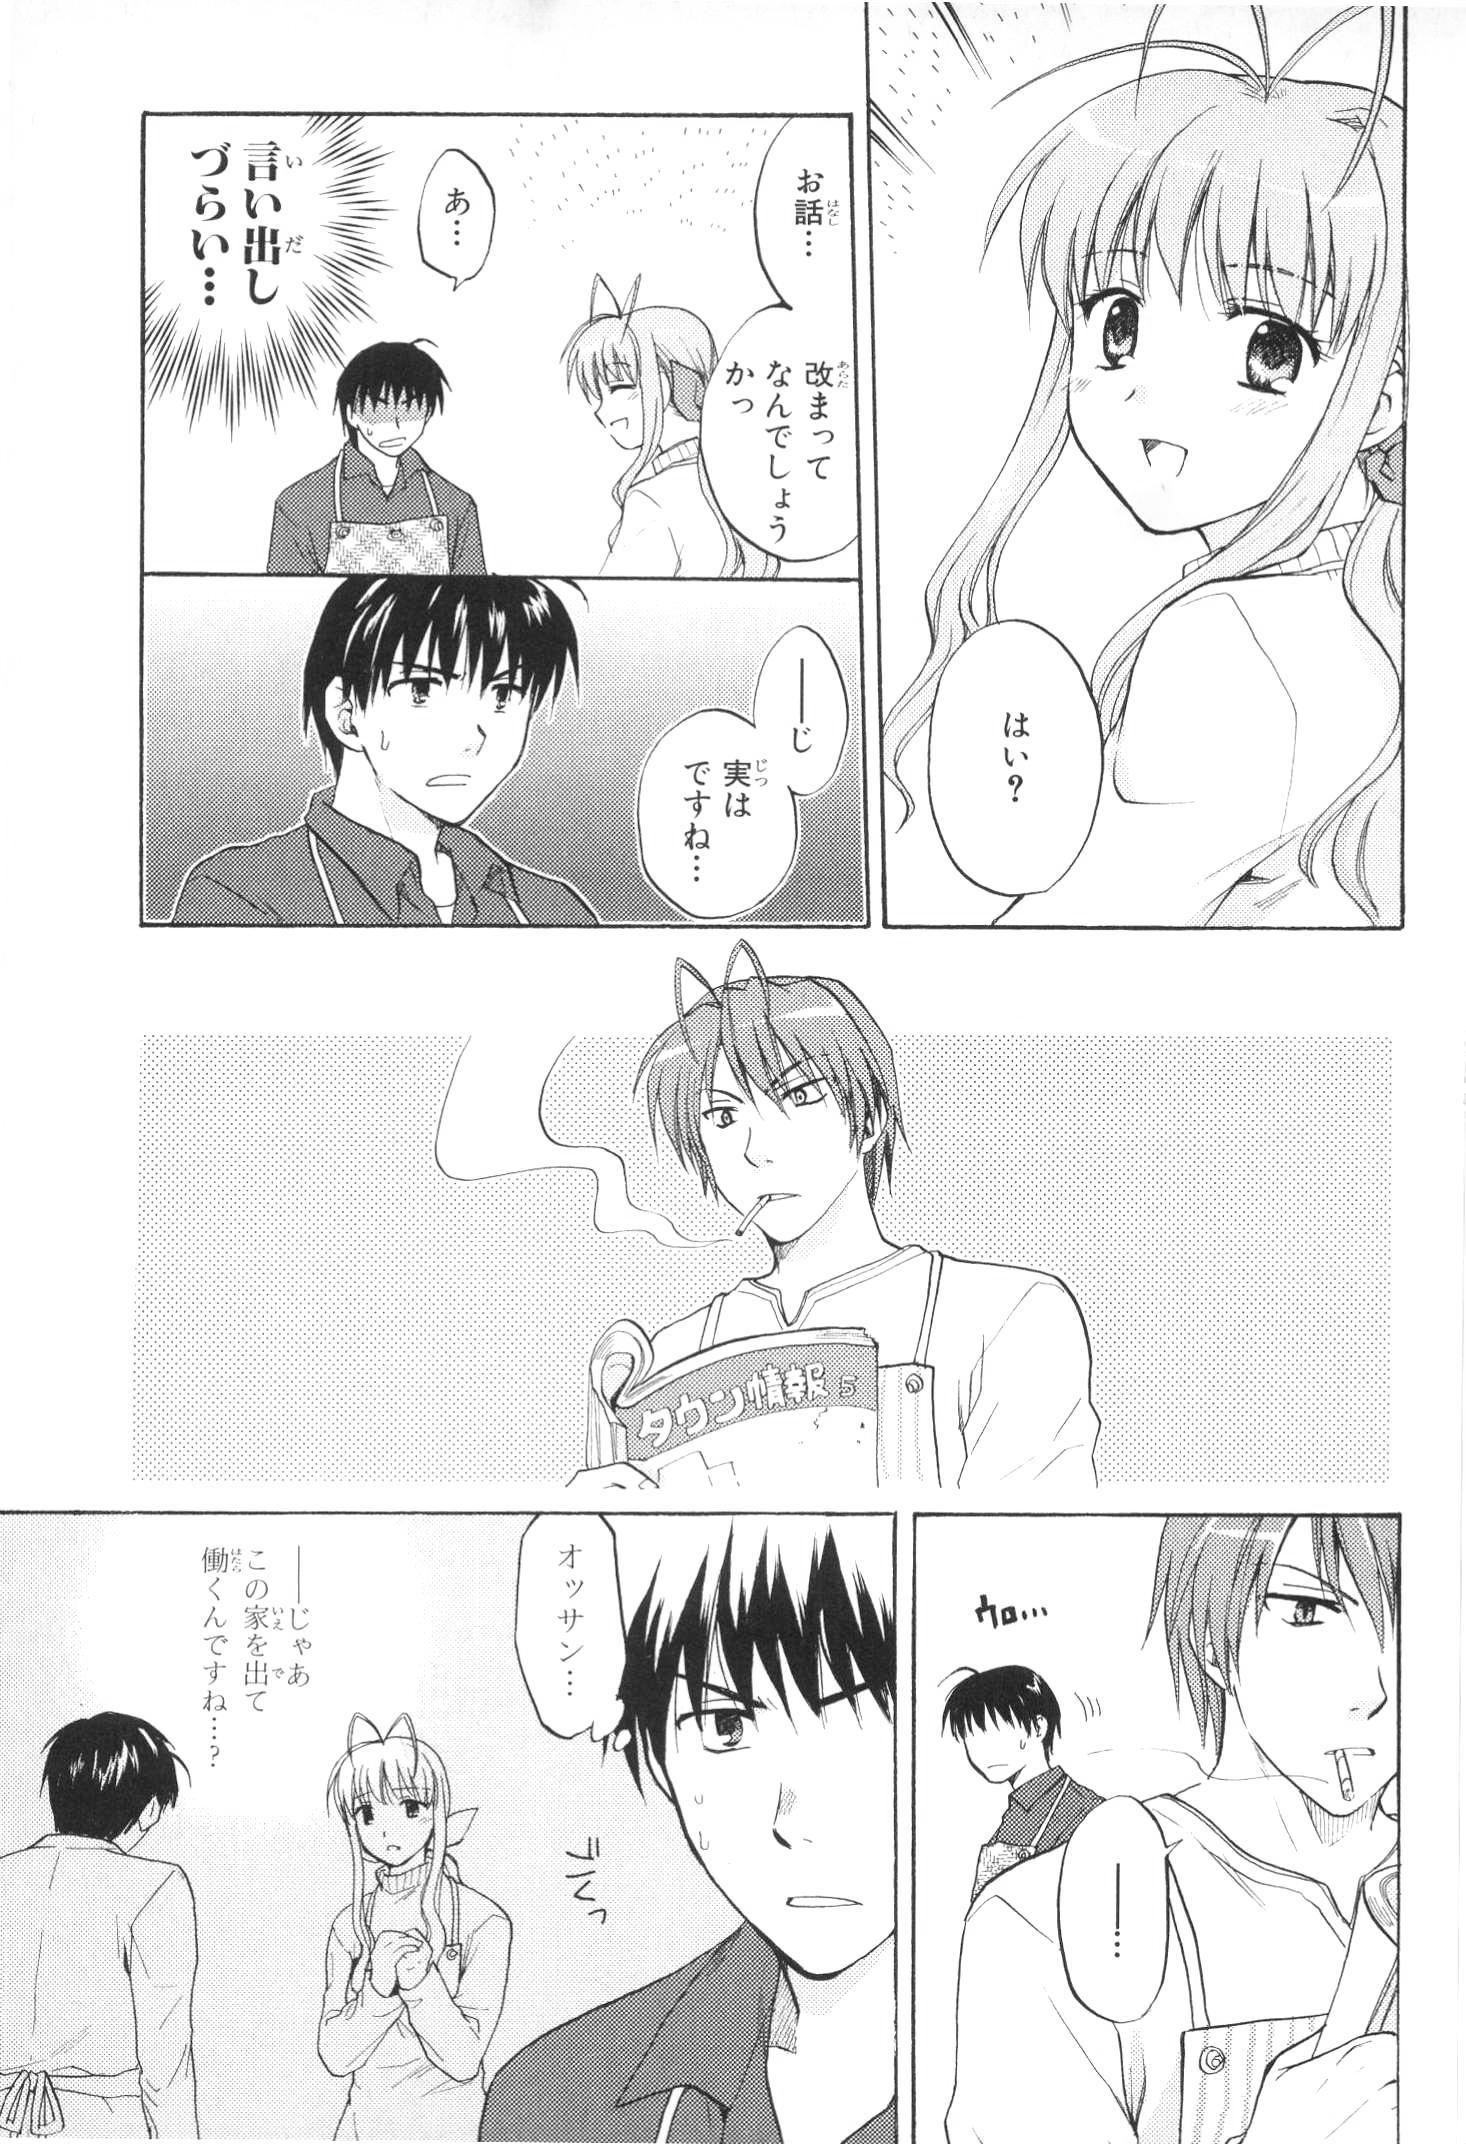 はい?
お話…
改まって
なんでしょう
かっ
あ…
言い出し
づらい…
――じ
実は
ですね…
タウン情報 5
ウロ…
――…
オッサン…
――じゃあ
この家を出て
働くんですね…?